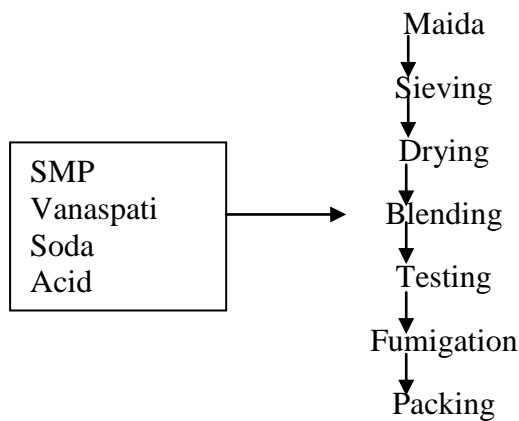 Maida
Sieving
Drying
SMP
Vanaspati
Soda
Acid
Blending
Testing
Fumigation
Packing